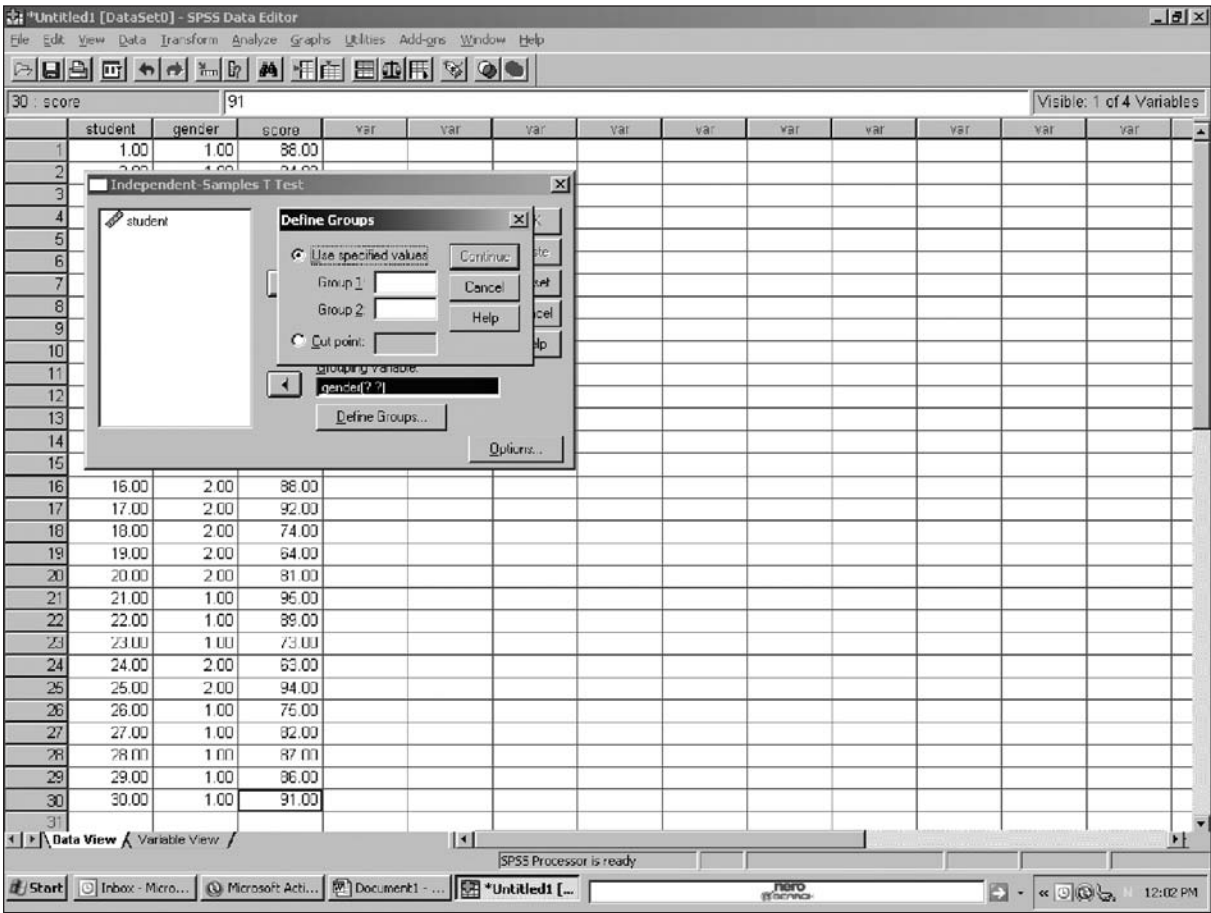 *Untitled1 [DataSet0] - SPSS Data Editor
File Edit View Data Transform Analyze Graphs Utilities Add-ons Window Help
30 : score 91 Visible: 1 of 4 Variables
student gender score var var var var var var var var var var
1 1.00 1.00 88.00
2
3
4
5
6
7
8
9
10
11
12
13
14
15
Independent-Samples T Test
student
Define Groups
Use specified values
Group 1:
Group 2:
Cut point:
Continue
Cancel
Help
Grouping Variable:
gender(? ?)
Define Groups...
Options...
16 16.00 2.00 88.00
17 17.00 2.00 92.00
18 18.00 2.00 74.00
19 19.00 2.00 64.00
20 20.00 2.00 81.00
21 21.00 1.00 95.00
22 22.00 1.00 89.00
23 23.00 1.00 73.00
24 24.00 2.00 63.00
25 25.00 2.00 94.00
26 26.00 1.00 75.00
27 27.00 1.00 82.00
28 28.00 1.00 87.00
29 29.00 1.00 86.00
30 30.00 1.00 91.00
31
Data View Variable View
SPSS Processor is ready
Start Inbox - Micro... Microsoft Acti... Document1 - ... *Untitled1 [... nero 12:02 PM